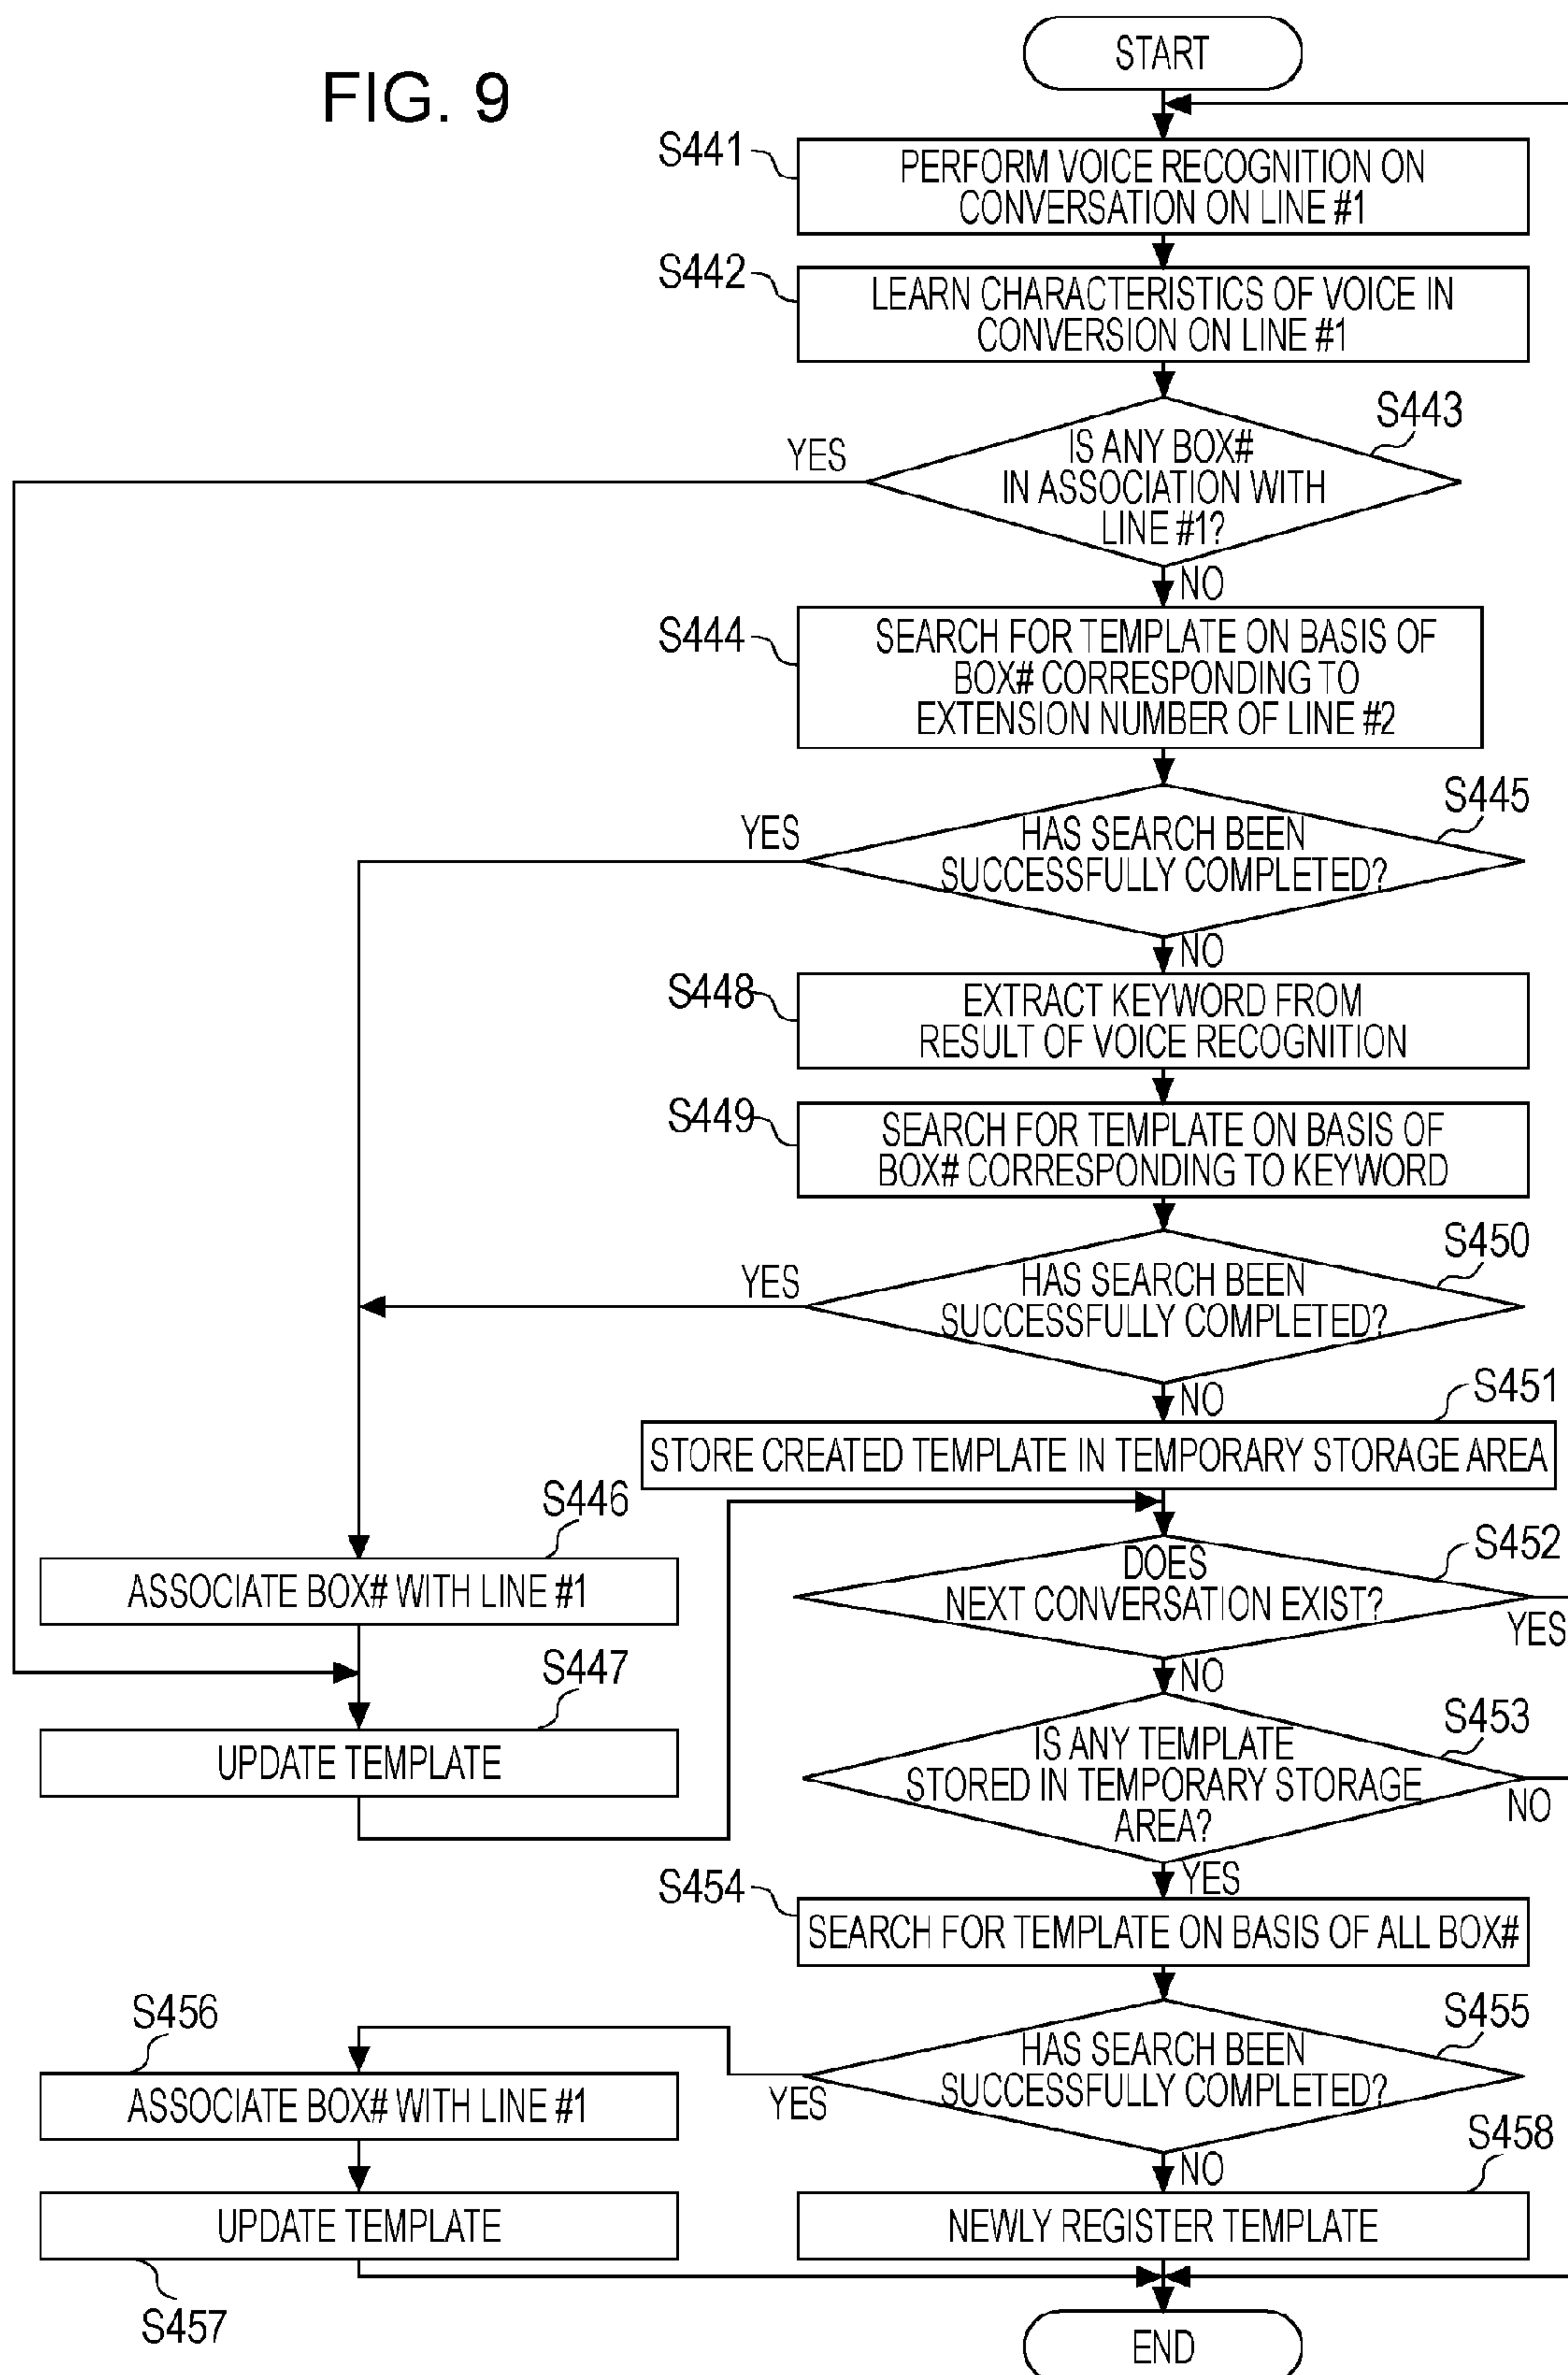 FIG. 9
START
S441
PERFORM VOICE RECOGNITION ON
CONVERSATION ON LINE #1
S442
LEARN CHARACTERISTICS OF VOICE IN
CONVERSION ON LINE #1
S443
IS ANY BOX#
IN ASSOCIATION WITH
LINE #1?
YES
NO
S444
SEARCH FOR TEMPLATE ON BASIS OF
BOX# CORRESPONDING TO
EXTENSION NUMBER OF LINE #2
S445
HAS SEARCH BEEN
SUCCESSFULLY COMPLETED?
YES
NO
S448
EXTRACT KEYWORD FROM
RESULT OF VOICE RECOGNITION
S449
SEARCH FOR TEMPLATE ON BASIS OF
BOX# CORRESPONDING TO KEYWORD
S450
HAS SEARCH BEEN
SUCCESSFULLY COMPLETED?
YES
NO
S451
STORE CREATED TEMPLATE IN TEMPORARY STORAGE AREA
S446
ASSOCIATE BOX# WITH LINE #1
S447
UPDATE TEMPLATE
S452
DOES
NEXT CONVERSATION EXIST?
YES
NO
S453
IS ANY TEMPLATE
STORED IN TEMPORARY STORAGE
AREA?
NO
YES
S454
SEARCH FOR TEMPLATE ON BASIS OF ALL BOX#
S455
HAS SEARCH BEEN
SUCCESSFULLY COMPLETED?
YES
NO
S456
ASSOCIATE BOX# WITH LINE #1
UPDATE TEMPLATE
S457
S458
NEWLY REGISTER TEMPLATE
END